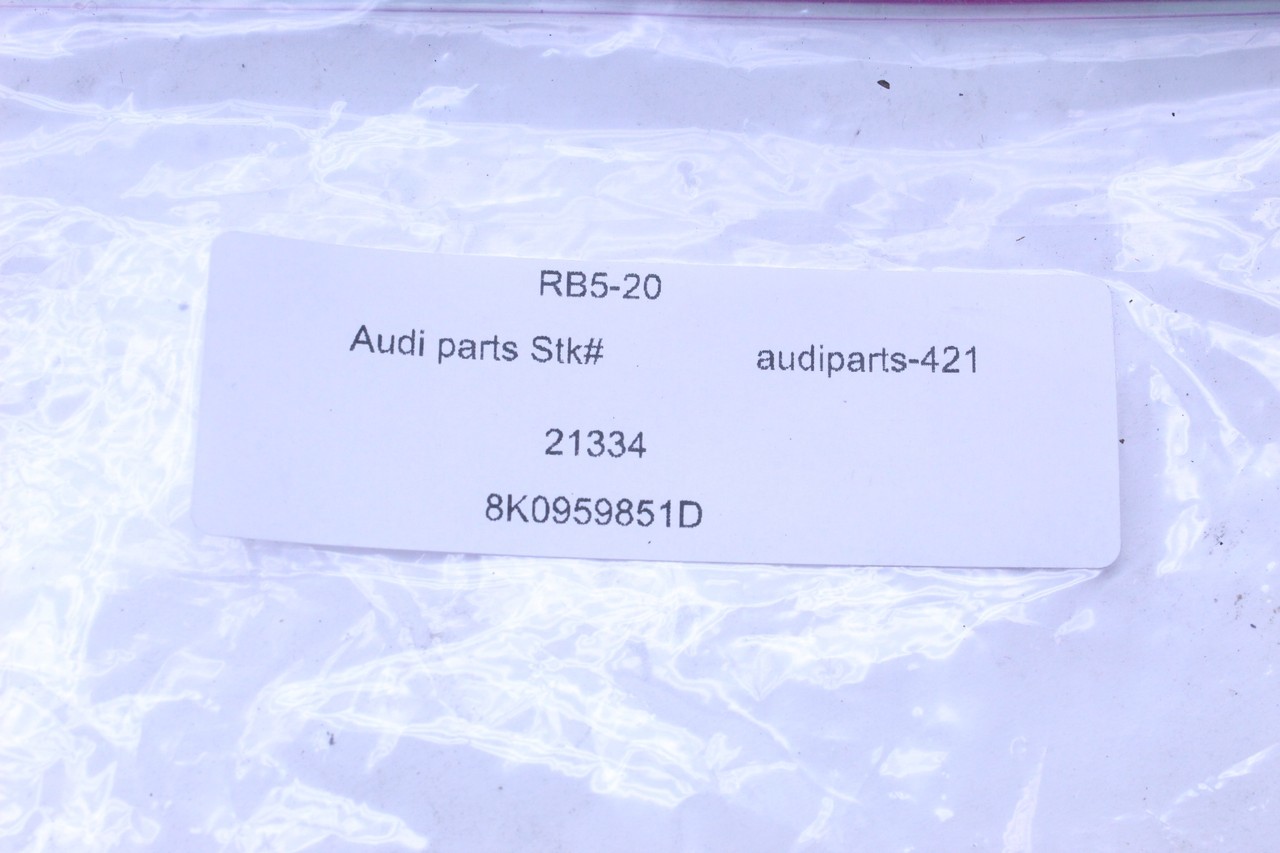 RB5-20
Audi parts Stk# audiparts-421
21334
8K0959851D